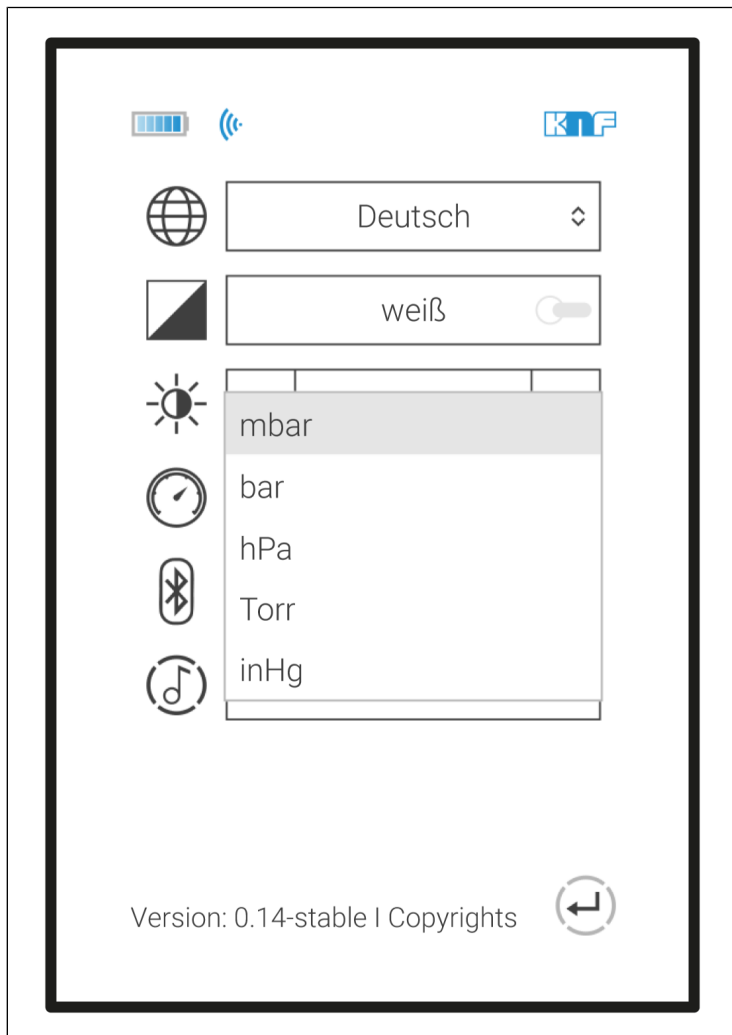 KNF
Deutsch
weiß
mbar
bar
hPa
Torr
inHg
Version: 0.14-stable I Copyrights